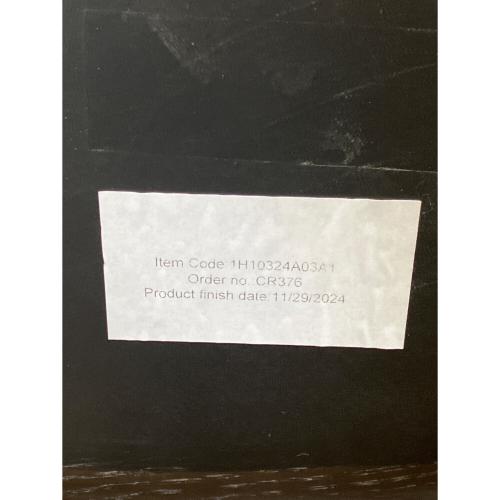 Item Code:1H10324A03A1
Order no.:CR376
Product finish date:11/29/2024